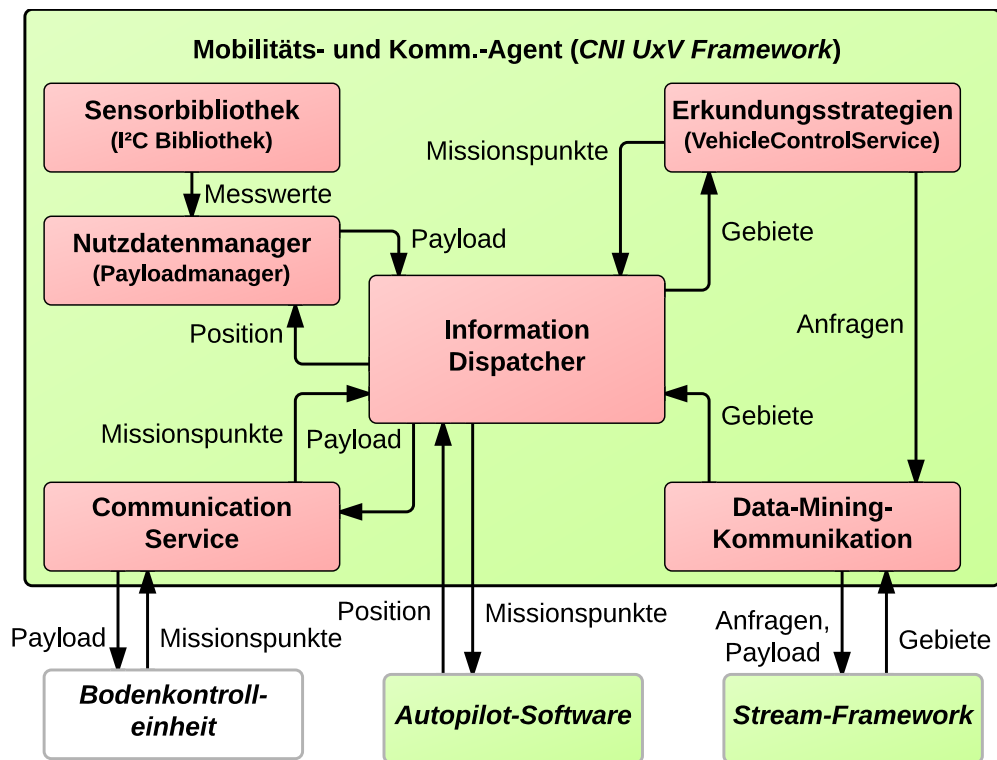 Mobilitäts- und Komm.-Agent (CNI UxV Framework)
Sensorbibliothek
(I²C Bibliothek)
Erkundungsstrategien
(VehicleControlService)
Missionspunkte
Messwerte
Nutzdatenmanager
(Payloadmanager)
Payload
Gebiete
Position
Information
Dispatcher
Anfragen
Missionspunkte
Payload
Gebiete
Communication
Service
Data-Mining-
Kommunikation
Payload
Missionspunkte
Position
Missionspunkte
Anfragen,
Payload
Gebiete
Bodenkontroll-
einheit
Autopilot-Software
Stream-Framework